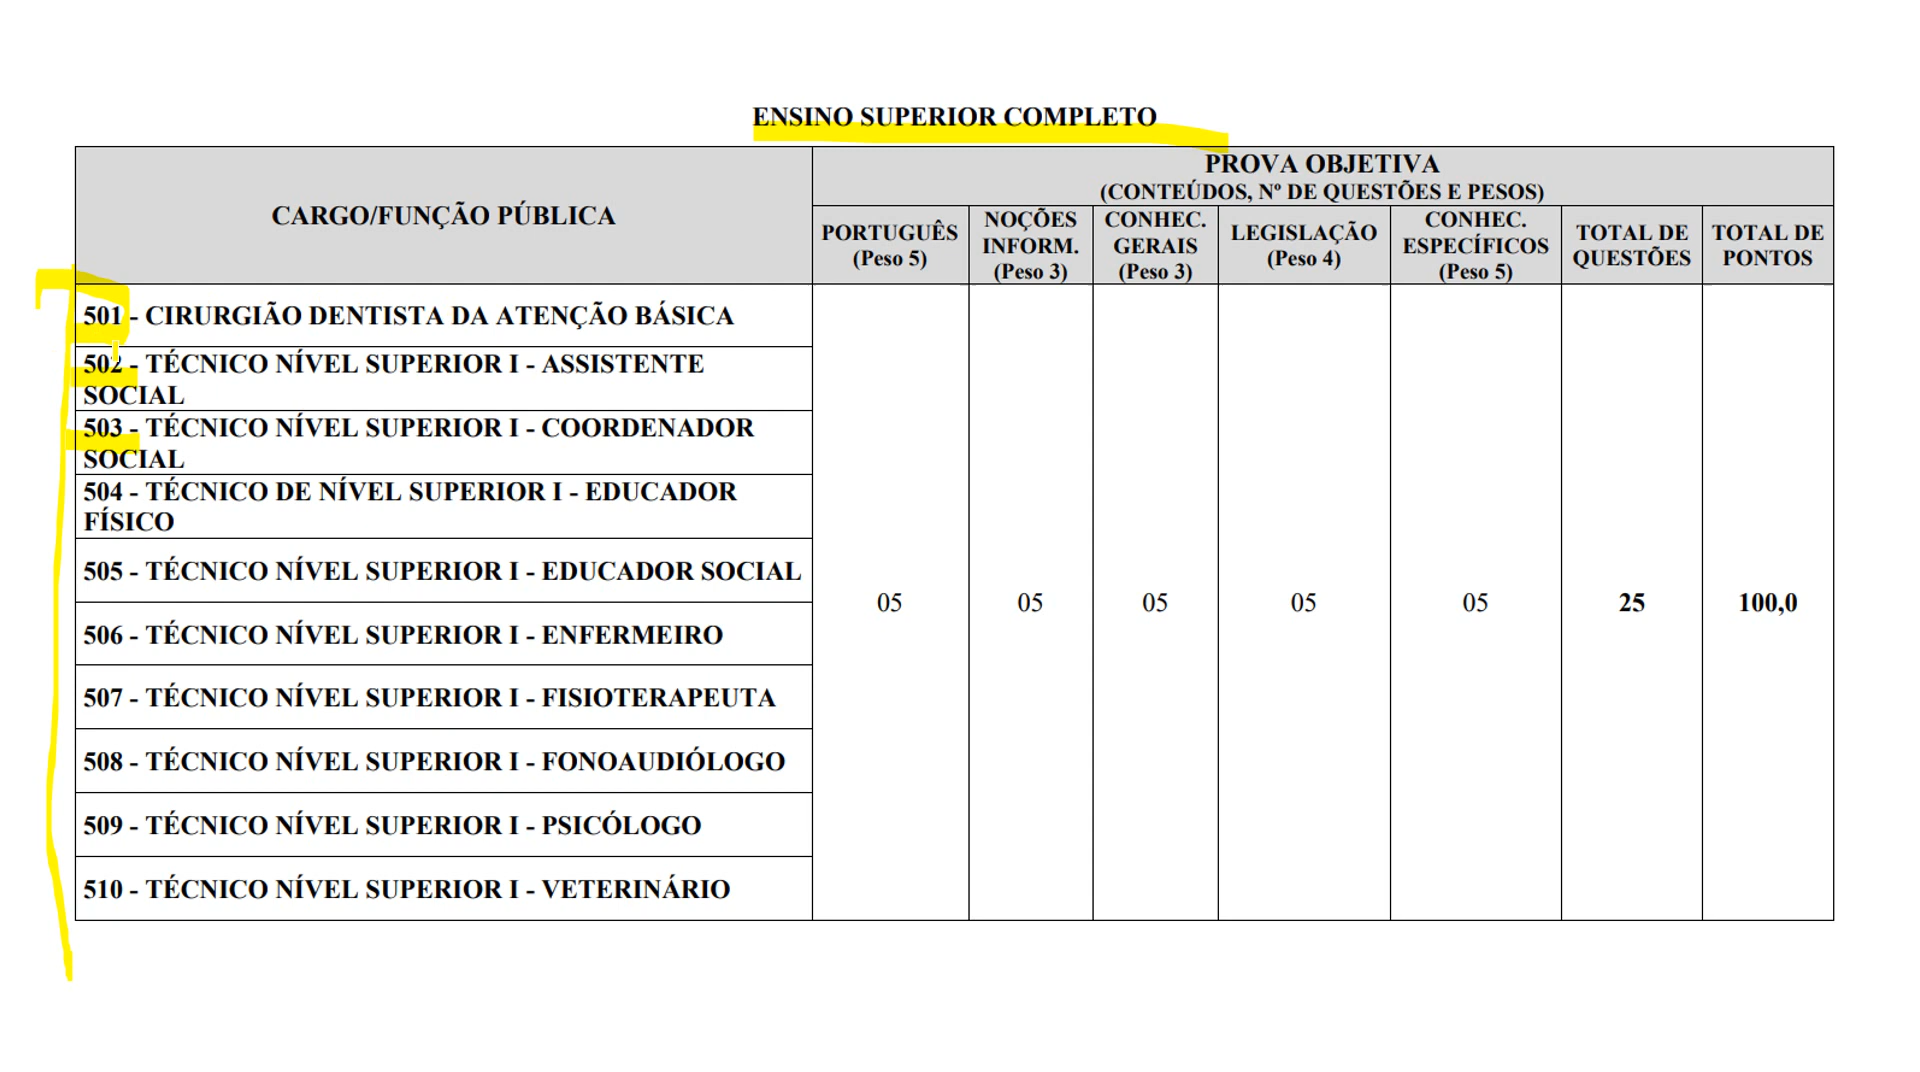 ENSINO SUPERIOR COMPLETO
CARGO/FUNÇÃO PÚBLICA
PROVA OBJETIVA
(CONTEÚDOS, Nº DE QUESTÕES E PESOS)
PORTUGUÊS
(Peso 5)
NOÇÕES
INFORM.
(Peso 3)
CONHEC.
GERAIS
(Peso 3)
LEGISLAÇÃO
(Peso 4)
CONHEC.
ESPECÍFICOS
(Peso 5)
TOTAL DE
QUESTÕES
TOTAL DE
PONTOS
501 - CIRURGIÃO DENTISTA DA ATENÇÃO BÁSICA
502 - TÉCNICO NÍVEL SUPERIOR I - ASSISTENTE
SOCIAL
503 - TÉCNICO NÍVEL SUPERIOR I - COORDENADOR
SOCIAL
504 - TÉCNICO DE NÍVEL SUPERIOR I - EDUCADOR
FÍSICO
505 - TÉCNICO NÍVEL SUPERIOR I - EDUCADOR SOCIAL
506 - TÉCNICO NÍVEL SUPERIOR I - ENFERMEIRO
507 - TÉCNICO NÍVEL SUPERIOR I - FISIOTERAPEUTA
508 - TÉCNICO NÍVEL SUPERIOR I - FONOAUDIÓLOGO
509 - TÉCNICO NÍVEL SUPERIOR I - PSICÓLOGO
510 - TÉCNICO NÍVEL SUPERIOR I - VETERINÁRIO
05 05 05 05 05 25 100,0